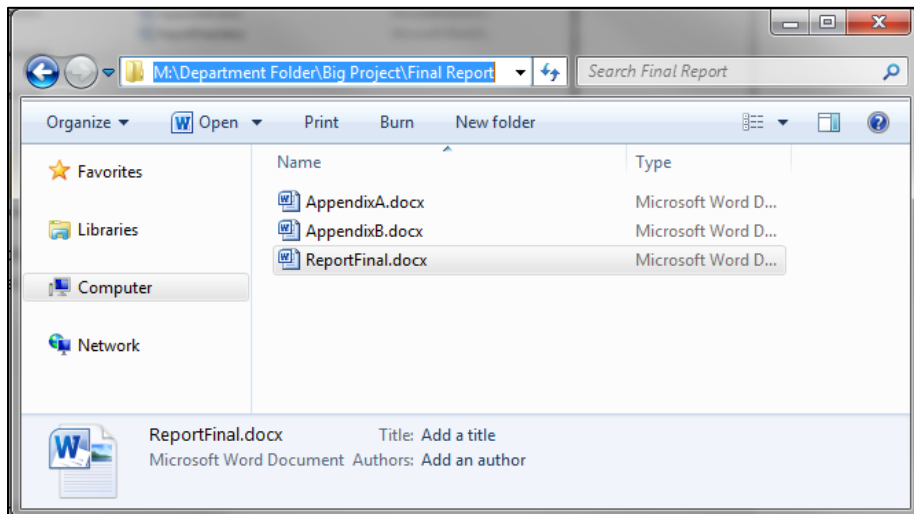 M:\Department Folder\Big Project\Final Report Search Final Report
Organize Open Print Burn New folder
Name Type
Favorites
AppendixA.docx Microsoft Word D...
Libraries
AppendixB.docx Microsoft Word D...
ReportFinal.docx Microsoft Word D...
Computer
Network
ReportFinal.docx Title: Add a title
Microsoft Word Document Authors: Add an author